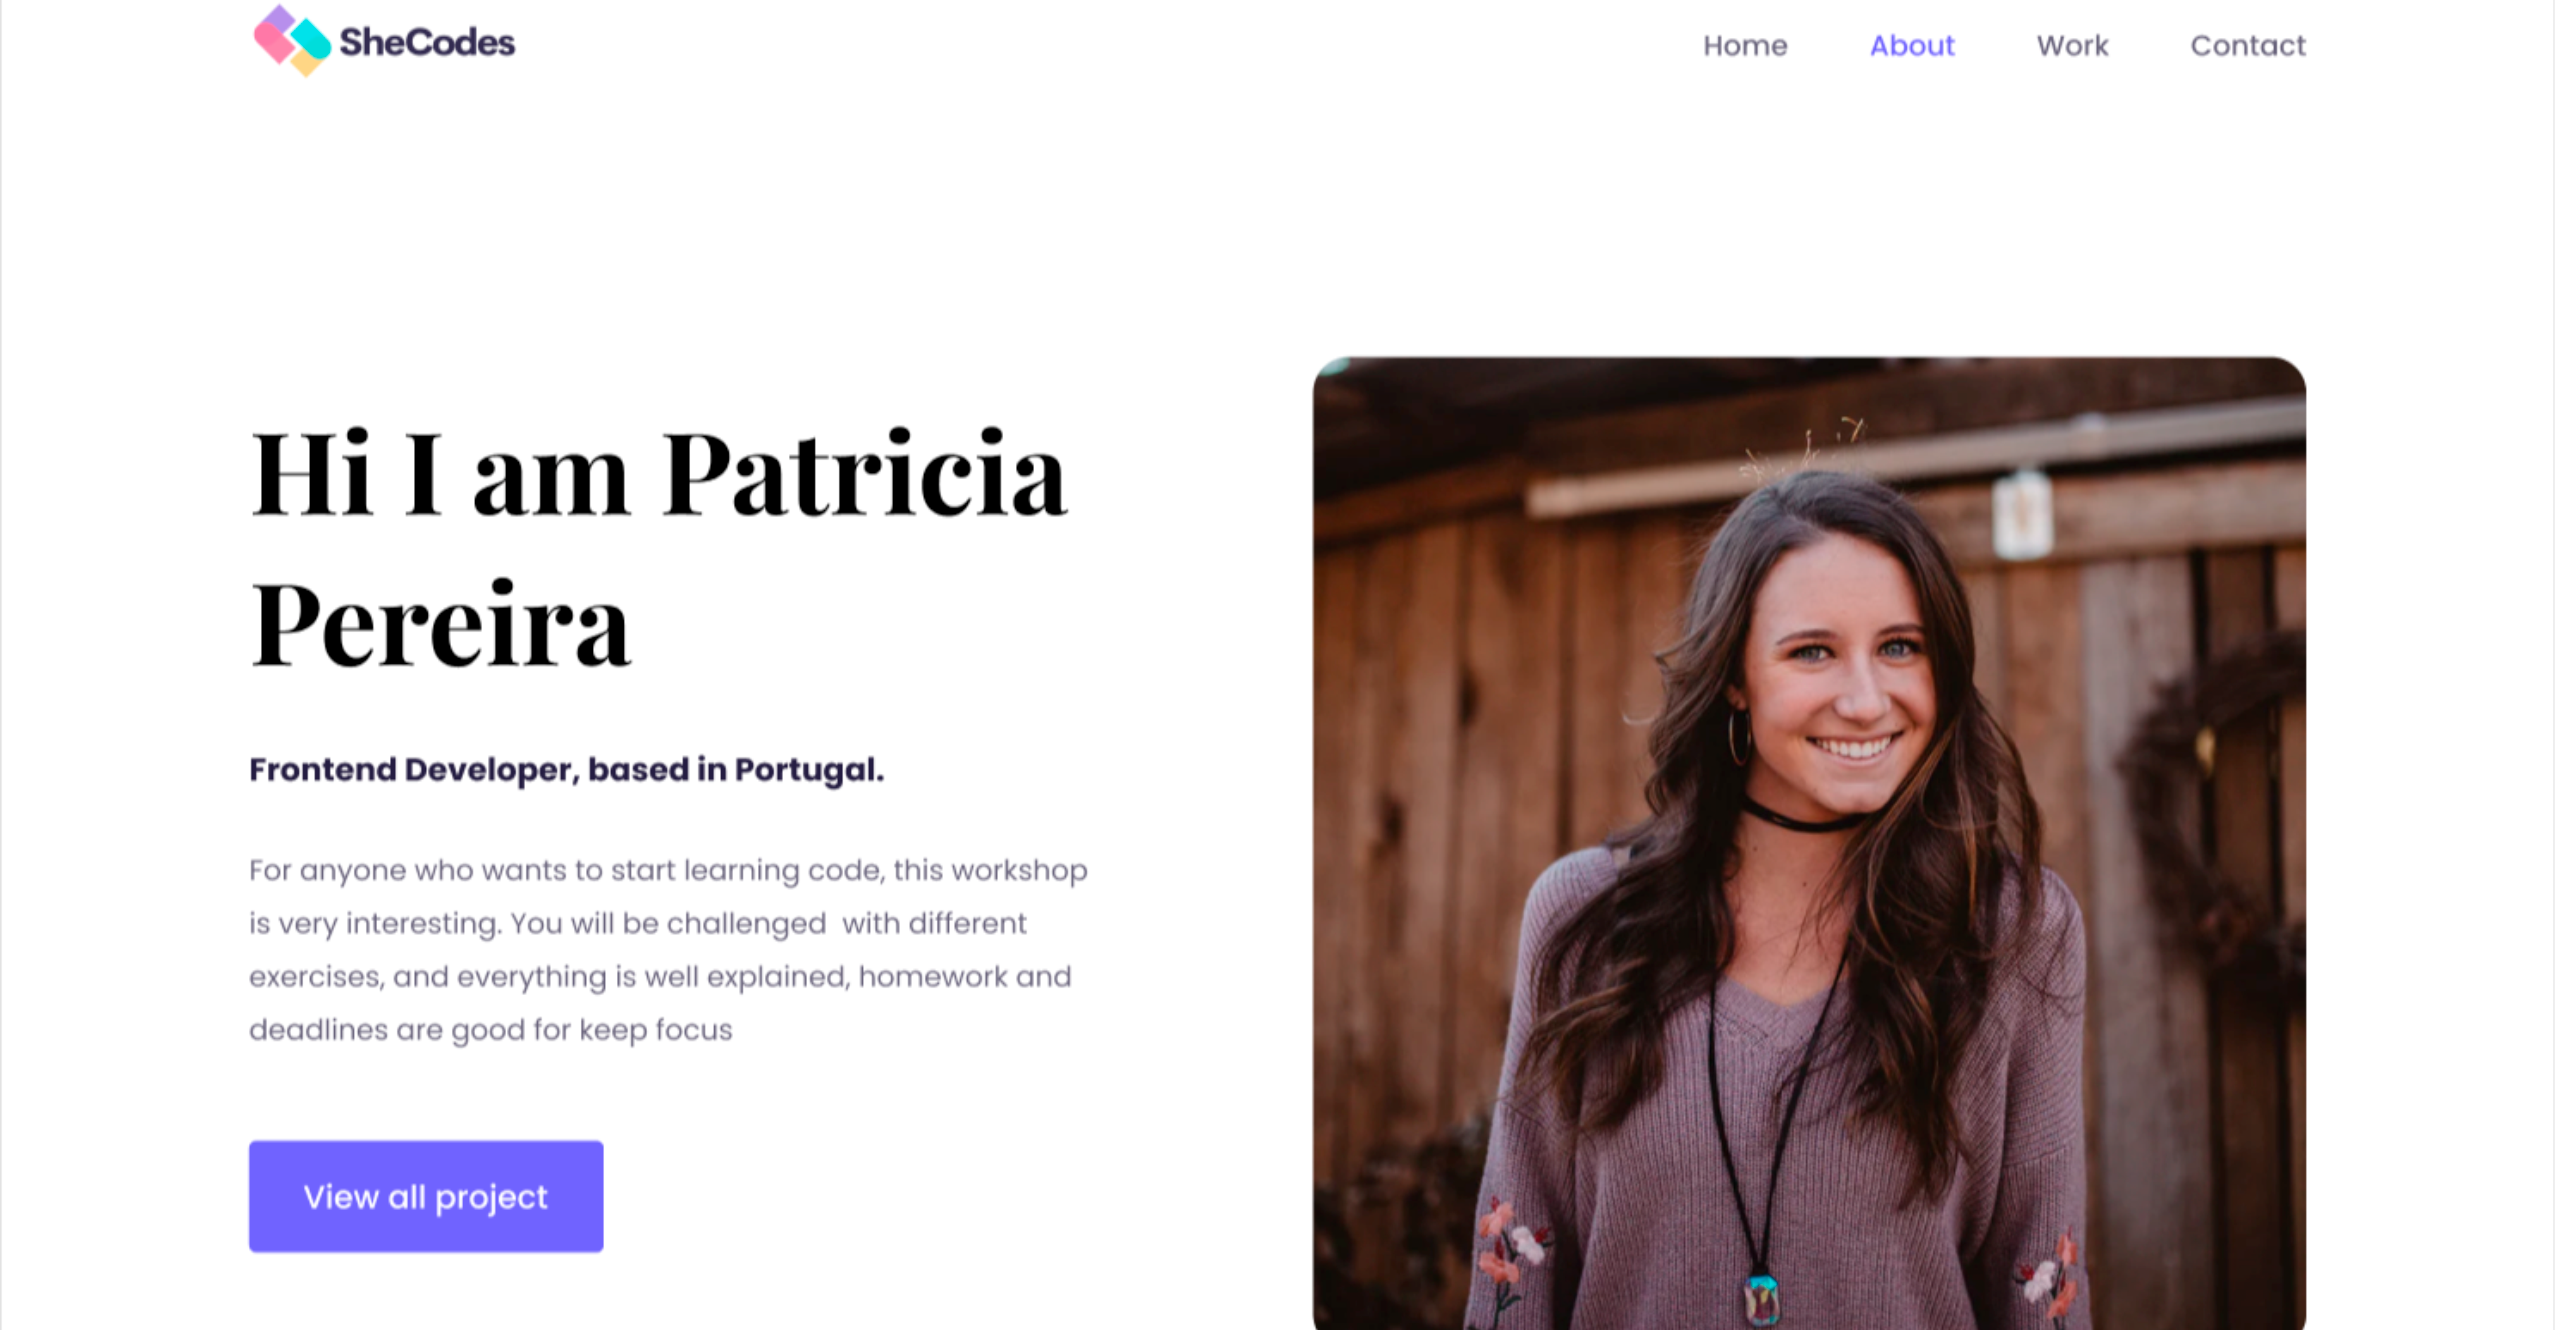 SheCodes
Home About Work Contact
Hi I am Patricia
Pereira
Frontend Developer, based in Portugal.
For anyone who wants to start learning code, this workshop
is very interesting. You will be challenged  with different
exercises, and everything is well explained, homework and
deadlines are good for keep focus
View all project